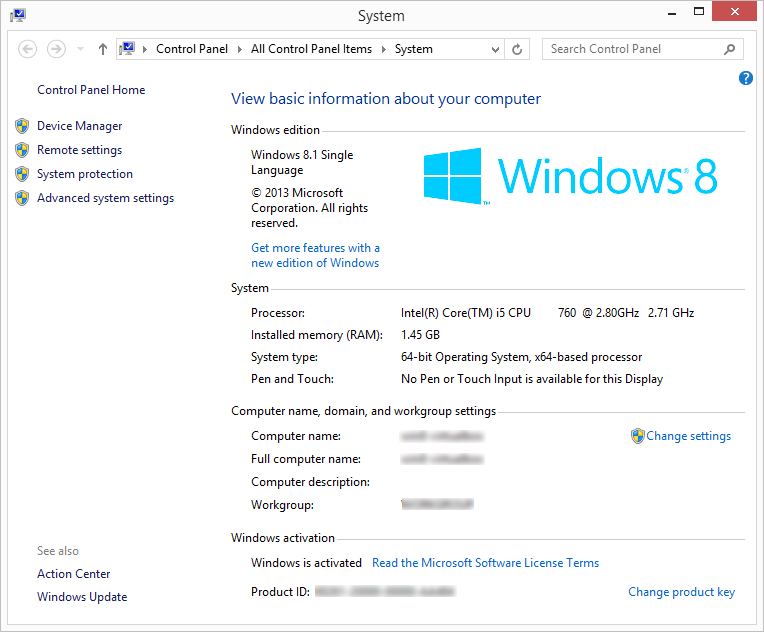 System
Control Panel
All Control Panel Items
System
Search Control Panel
Control Panel Home
Device Manager
Remote settings
System protection
Advanced system settings
?
View basic information about your computer
Windows edition
Windows 8.1 Single
Language
© 2013 Microsoft
Corporation. All rights
reserved.
Get more features with a
new edition of Windows
Windows® 8
™
System
Processor: Intel(R) Core(TM) i5 CPU 760 @ 2.80GHz 2.71 GHz
Installed memory (RAM): 1.45 GB
System type: 64-bit Operating System, x64-based processor
Pen and Touch: No Pen or Touch Input is available for this Display
Computer name, domain, and workgroup settings
Computer name:
Change settings
Full computer name:
Computer description:
Workgroup:
Windows activation
Windows is activated Read the Microsoft Software License Terms
Product ID:
Change product key
See also
Action Center
Windows Update